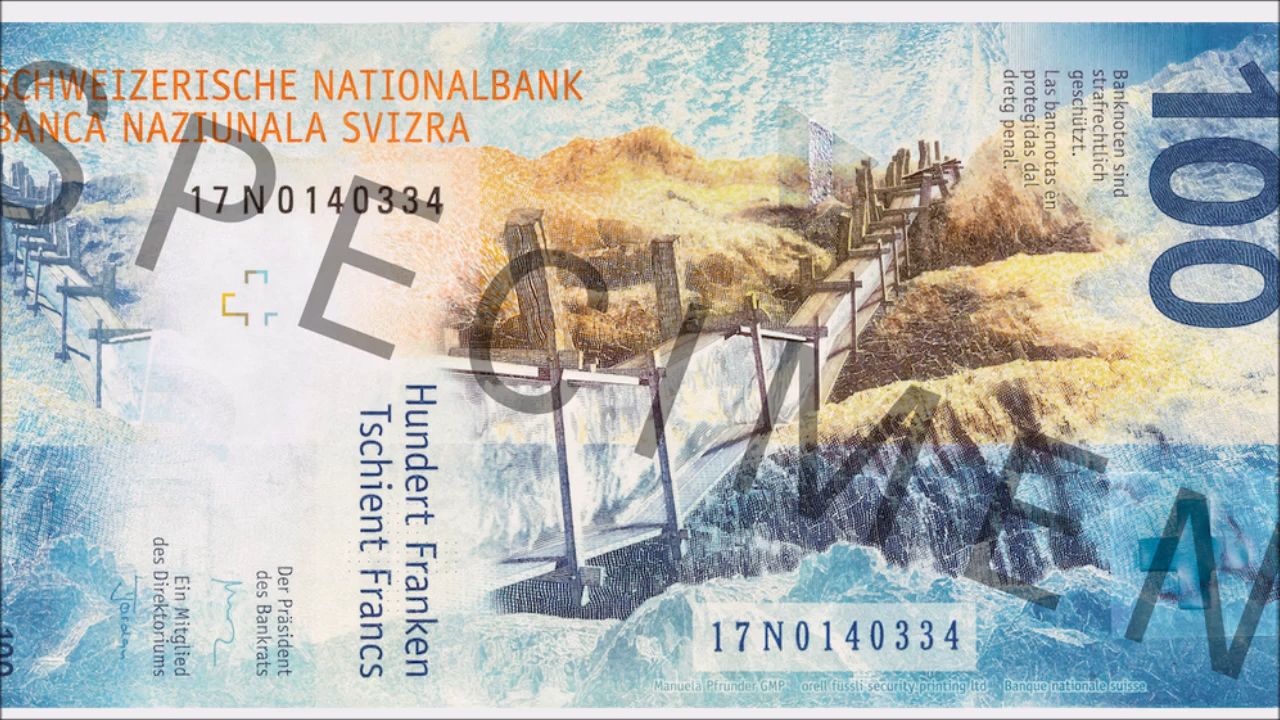 SCHWEIZERISCHE NATIONALBANK
BANCA NAZIUNALA SVIZRA
17N0140334
Banknoten sind
strafrechtlich
geschützt.
Las bancnotas èn
protegidas dal
dretg penal.
100
SPECIMEN
Hundert Franken
Tschient Francs
Der Präsident
des Bankrats
Ein Mitglied
des Direktoriums
Jordan
100
17N0140334
Manuela Pfrunder GMP orell füssli security printing ltd Banque nationale suisse